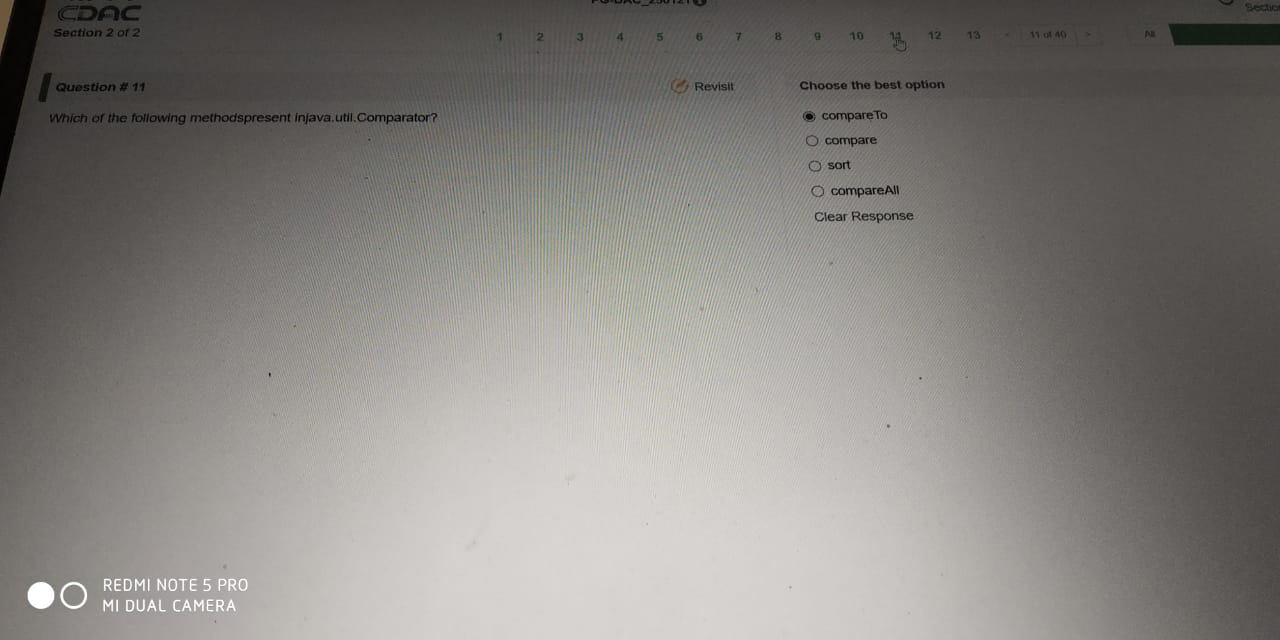 CDAC
Section 2 of 2
1 2 3 4 5 6 7 8 9 10 11 12 13 < 11 of 40 > All
Question # 11
Revisit
Choose the best option
Which of the following methodspresent injava.util.Comparator?
compareTo
compare
sort
compareAll
Clear Response
REDMI NOTE 5 PRO
MI DUAL CAMERA